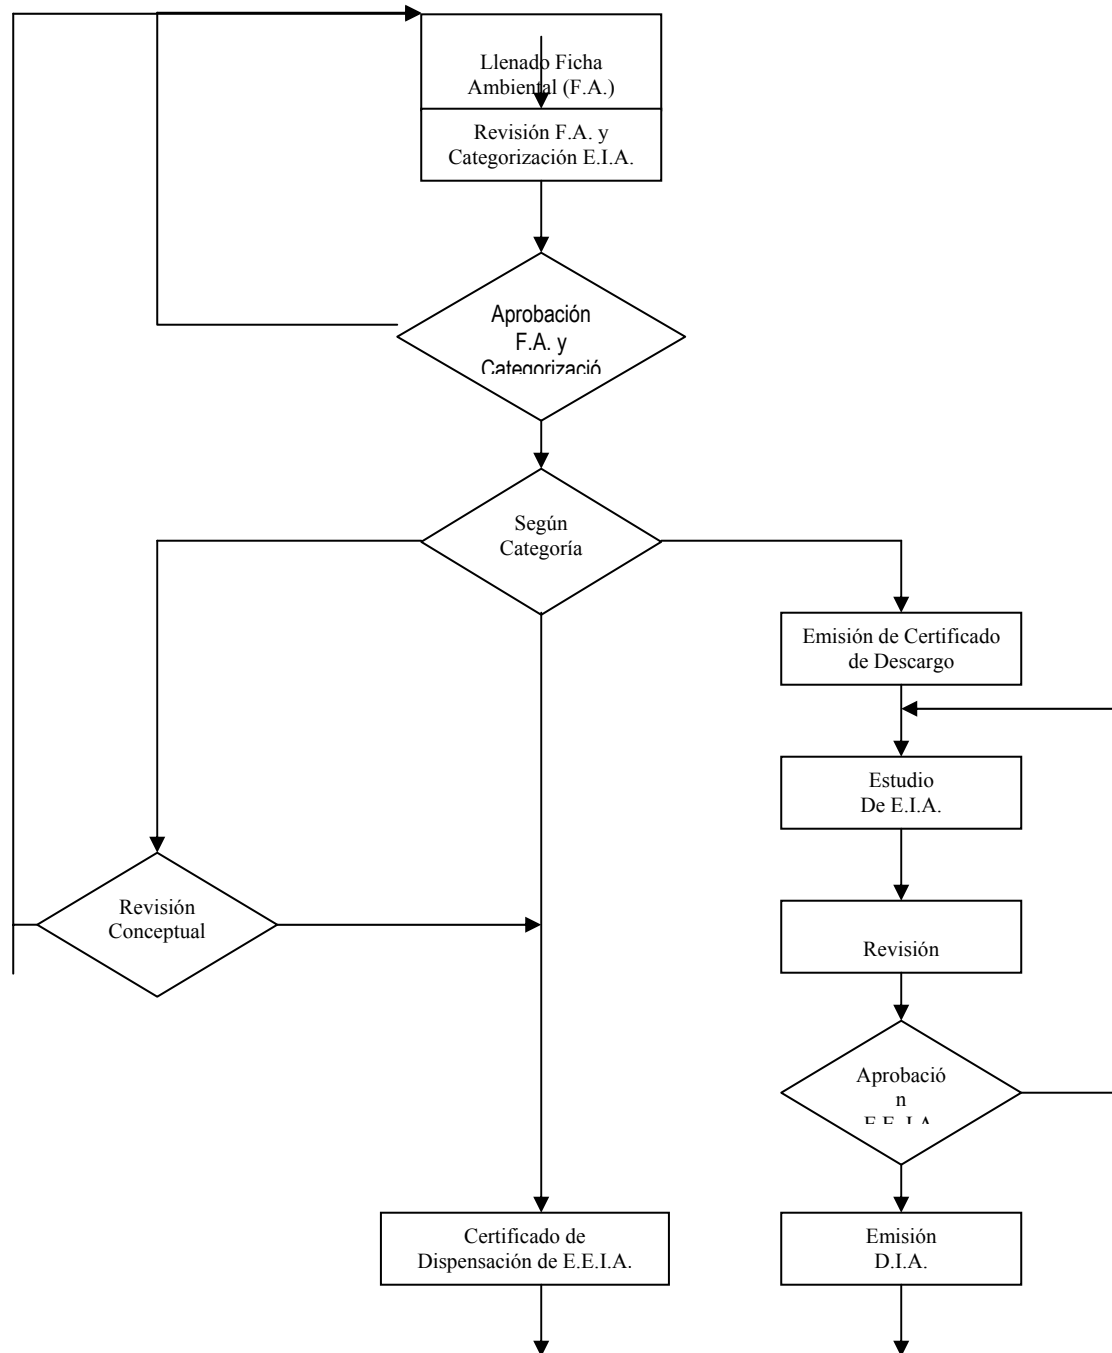 Llenado Ficha
Ambiental (F.A.)
Revisión F.A. y
Categorización E.I.A.
Aprobación
F.A. y
Categorizació
Según
Categoría
Emisión de Certificado
de Descargo
Estudio
De E.I.A.
Revisión
Conceptual
Revisión
Aprobació
n
E.E.I.A.
Certificado de
Dispensación de E.E.I.A.
Emisión
D.I.A.